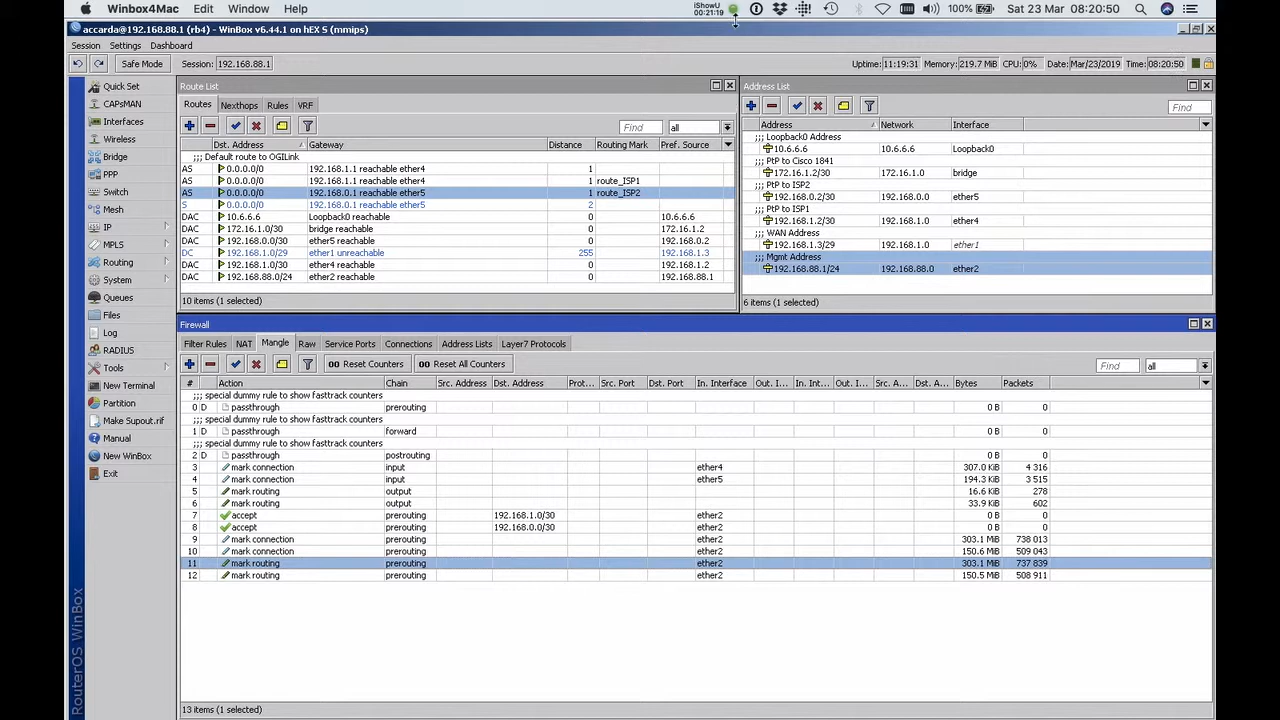 Winbox4Mac Edit Window Help iShowU 00:21:19 100% Sat 23 Mar 08:20:50
accarda@192.168.88.1 (rb4) - WinBox v6.44.1 on hEX S (mmips)
Session Settings Dashboard
Safe Mode Session: 192.168.88.1 Uptime: 11:19:31 Memory: 219.7 MiB CPU: 0% Date: Mar/23/2019 Time: 08:20:50
Quick Set
CAPsMAN
Interfaces
Wireless
Bridge
PPP
Switch
Mesh
IP
MPLS
Routing
System
Queues
Files
Log
RADIUS
Tools
New Terminal
Partition
Make Supout.rif
Manual
New WinBox
Exit
RouterOS WinBox
Route List
Routes Nexthops Rules VRF
Find all
Dst. Address Gateway Distance Routing Mark Pref. Source
;;; Default route to OGILink
AS 0.0.0.0/0 192.168.1.1 reachable ether4 1
AS 0.0.0.0/0 192.168.1.1 reachable ether4 1 route_ISP1
AS 0.0.0.0/0 192.168.0.1 reachable ether5 1 route_ISP2
S 0.0.0.0/0 192.168.0.1 reachable ether5 2
DAC 10.6.6.6 Loopback0 reachable 0 10.6.6.6
DAC 172.16.1.0/30 bridge reachable 0 172.16.1.2
DAC 192.168.0.0/30 ether5 reachable 0 192.168.0.2
DC 192.168.1.0/29 ether1 unreachable 255 192.168.1.3
DAC 192.168.1.0/30 ether4 reachable 0 192.168.1.2
DAC 192.168.88.0/24 ether2 reachable 0 192.168.88.1
10 items (1 selected)
Address List
Find
Address Network Interface
;;; Loopback0 Address
10.6.6.6 10.6.6.6 Loopback0
;;; PtP to Cisco 1841
172.16.1.2/30 172.16.1.0 bridge
;;; PtP to ISP2
192.168.0.2/30 192.168.0.0 ether5
;;; PtP to ISP1
192.168.1.2/30 192.168.1.0 ether4
;;; WAN Address
192.168.1.3/29 192.168.1.0 ether1
;;; Mgmt Address
192.168.88.1/24 192.168.88.0 ether2
6 items (1 selected)
Firewall
Filter Rules NAT Mangle Raw Service Ports Connections Address Lists Layer7 Protocols
00 Reset Counters 00 Reset All Counters Find all
# Action Chain Src. Address Dst. Address Prot... Src. Port Dst. Port In. Interface Out. I... In. Int... Out. I... Src. A... Dst. A... Bytes Packets
;;; special dummy rule to show fasttrack counters
0 D passthrough prerouting 0 B 0
;;; special dummy rule to show fasttrack counters
1 D passthrough forward 0 B 0
;;; special dummy rule to show fasttrack counters
2 D passthrough postrouting 0 B 0
3 mark connection input ether4 307.0 KiB 4 316
4 mark connection input ether5 194.3 KiB 3 515
5 mark routing output 16.6 KiB 278
6 mark routing output 33.9 KiB 602
7 accept prerouting 192.168.1.0/30 ether2 0 B 0
8 accept prerouting 192.168.0.0/30 ether2 0 B 0
9 mark connection prerouting ether2 303.1 MiB 738 013
10 mark connection prerouting ether2 150.6 MiB 509 043
11 mark routing prerouting ether2 303.1 MiB 737 839
12 mark routing prerouting ether2 150.5 MiB 508 911
13 items (1 selected)